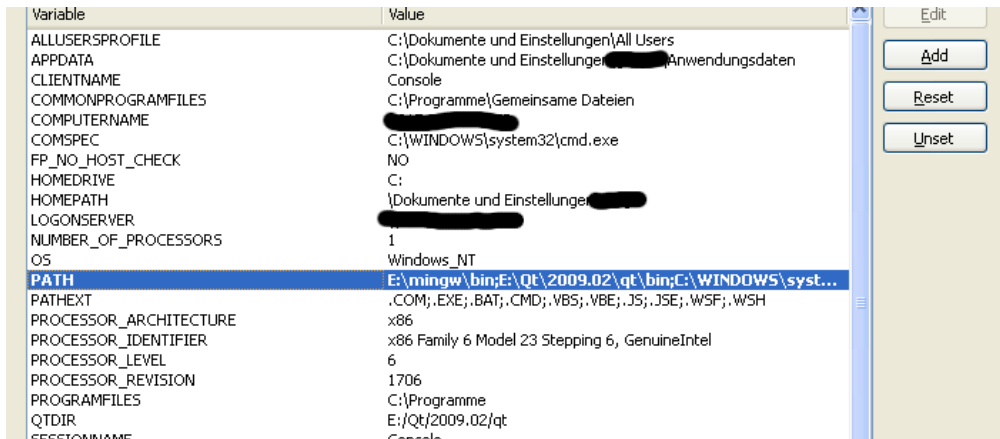 Variable Value
ALLUSERSPROFILE C:\Dokumente und Einstellungen\All Users
APPDATA C:\Dokumente und Einstellungen \Anwendungsdaten
CLIENTNAME Console
COMMONPROGRAMFILES C:\Programme\Gemeinsame Dateien
COMPUTERNAME
COMSPEC C:\WINDOWS\system32\cmd.exe
FP_NO_HOST_CHECK NO
HOMEDRIVE C:
HOMEPATH \Dokumente und Einstellungen
LOGONSERVER
NUMBER_OF_PROCESSORS 1
OS Windows_NT
PATH E:\mingw\bin;E:\Qt\2009.02\qt\bin;C:\WINDOWS\syst...
PATHEXT .COM;.EXE;.BAT;.CMD;.VBS;.VBE;.JS;.JSE;.WSF;.WSH
PROCESSOR_ARCHITECTURE x86
PROCESSOR_IDENTIFIER x86 Family 6 Model 23 Stepping 6, GenuineIntel
PROCESSOR_LEVEL 6
PROCESSOR_REVISION 1706
PROGRAMFILES C:\Programme
QTDIR E:/Qt/2009.02/qt
SESSIONNAME Console
Edit
Add
Reset
Unset